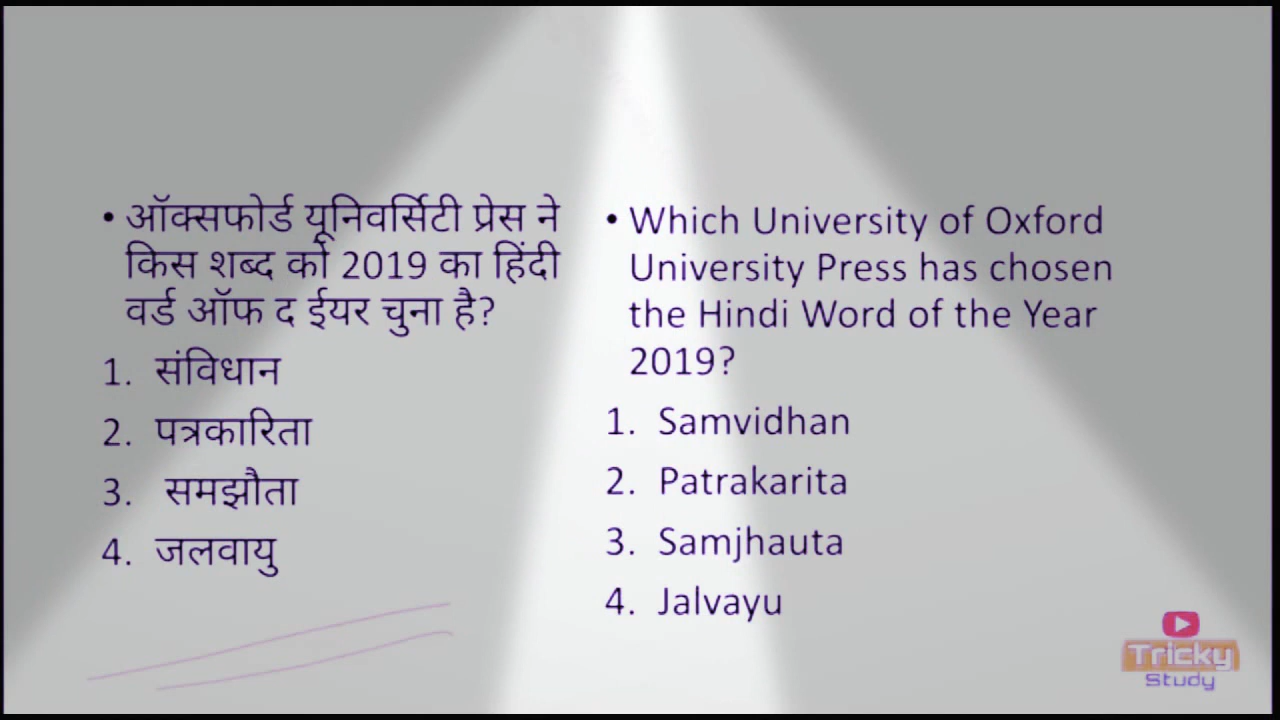 • ऑक्सफोर्ड यूनिवर्सिटी प्रेस ने
किस शब्द को 2019 का हिंदी
वर्ड ऑफ द ईयर चुना है?
1. संविधान
2. पत्रकारिता
3. समझौता
4. जलवायु
• Which University of Oxford
University Press has chosen
the Hindi Word of the Year
2019?
1. Samvidhan
2. Patrakarita
3. Samjhauta
4. Jalvayu
Tricky
Study